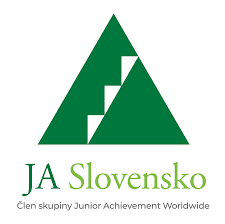 JA Slovensko
Člen skupiny Junior Achievement Worldwide